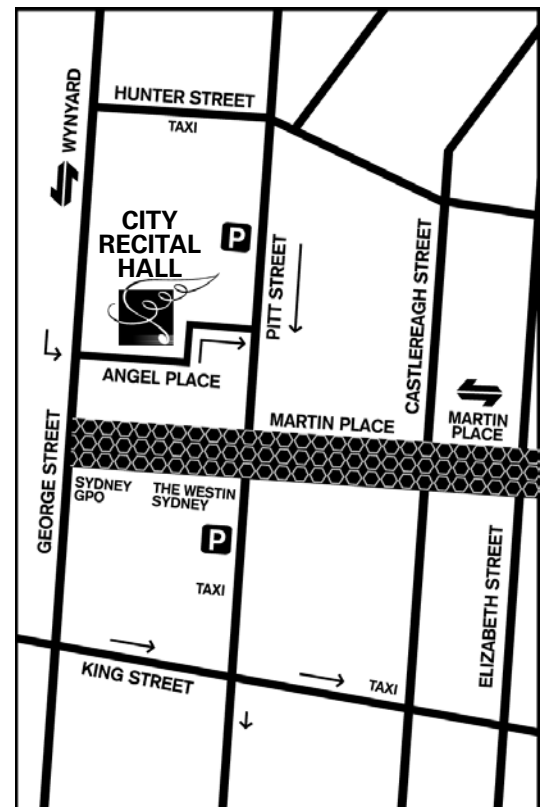 HUNTER STREET
TAXI
WYNYARD
CITY
RECITAL
HALL
P
PITT STREET
CASTLEREAGH STREET
ANGEL PLACE
MARTIN PLACE
MARTIN
PLACE
GEORGE STREET
SYDNEY
GPO
THE WESTIN
SYDNEY
P
TAXI
ELIZABETH STREET
KING STREET
TAXI